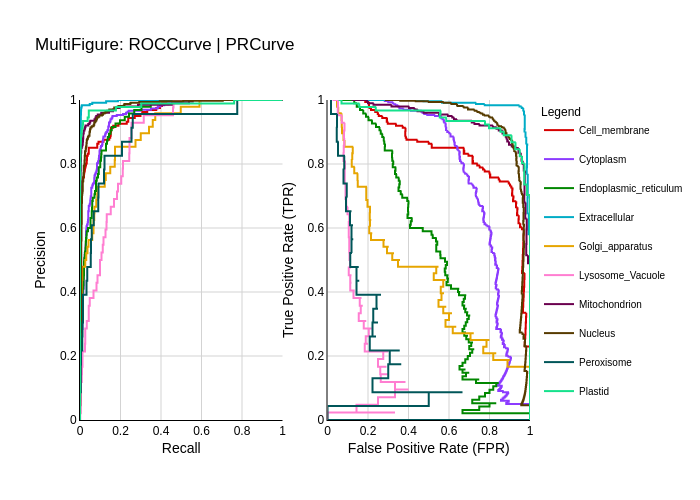 MultiFigure: ROCCurve | PRCurve
Precision
1
0.8
0.6
0.4
0.2
0
0
0.2
0.4
0.6
0.8
1
Recall
True Positive Rate (TPR)
1
0.8
0.6
0.4
0.2
0
0
0.2
0.4
0.6
0.8
1
False Positive Rate (FPR)
Legend
Cell_membrane
Cytoplasm
Endoplasmic_reticulum
Extracellular
Golgi_apparatus
Lysosome_Vacuole
Mitochondrion
Nucleus
Peroxisome
Plastid